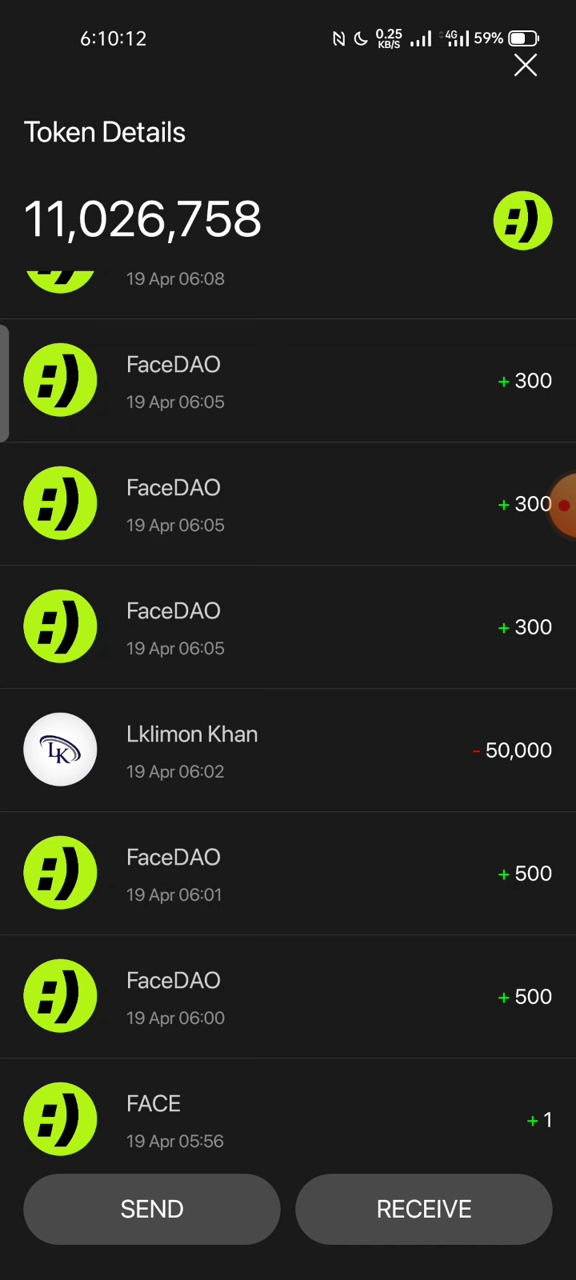 6:10:12
0.25
KB/S
4G
59%
Token Details
11,026,758
19 Apr 06:08
FaceDAO
+ 300
19 Apr 06:05
FaceDAO
+ 300
19 Apr 06:05
FaceDAO
+ 300
19 Apr 06:05
LK
Lklimon Khan
- 50,000
19 Apr 06:02
FaceDAO
+ 500
19 Apr 06:01
FaceDAO
+ 500
19 Apr 06:00
FACE
+ 1
19 Apr 05:56
SEND
RECEIVE